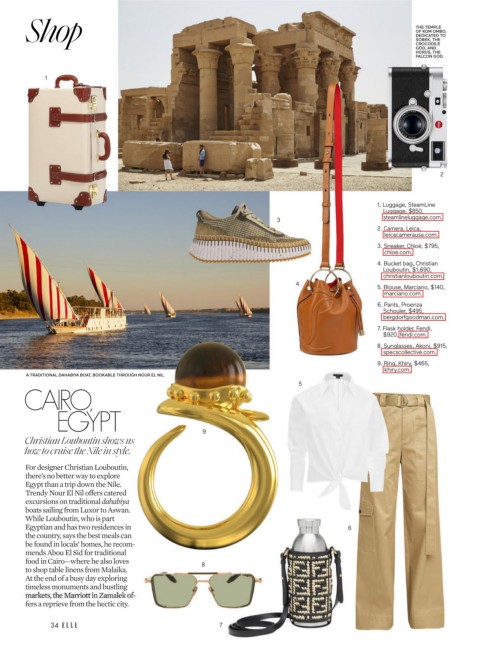 Shop
THE TEMPLE
OF KOM OMBO,
DEDICATED TO
SOBEK, THE
CROCODILE
GOD, AND
HORUS, THE
FALCON GOD.
1
2
3
4
1. Luggage, SteamLine
Luggage, $850,
steamlineluggage.com.
2. Camera, Leica,
leicacamerausa.com.
3. Sneaker, Chloé, $795,
chloe.com.
4. Bucket bag, Christian
Louboutin, $1,690,
christianlouboutin.com.
5. Blouse, Marciano, $140,
marciano.com.
6. Pants, Proenza
Schouler, $495,
bergdorfgoodman.com.
7. Flask holder, Fendi,
$920, fendi.com.
8. Sunglasses, Akoni, $915,
specscollective.com.
9. Ring, Khiry, $465,
khiry.com.
A TRADITIONAL DAHABIYA BOAT, BOOKABLE THROUGH NOUR EL NIL.
CAIRO,
EGYPT
Christian Louboutin shows us
how to cruise the Nile in style.
For designer Christian Louboutin,
there's no better way to explore
Egypt than a trip down the Nile.
Trendy Nour El Nil offers catered
excursions on traditional dahabiya
boats sailing from Luxor to Aswan.
While Louboutin, who is part
Egyptian and has two residences in
the country, says the best meals can
be found in locals' homes, he recom-
mends Abou El Sid for traditional
food in Cairo—where he also loves
to shop table linens from Malaika.
At the end of a busy day exploring
timeless monuments and bustling
markets, the Marriott in Zamalek of-
fers a reprieve from the hectic city.
5
6
7
8
9
34 ELLE